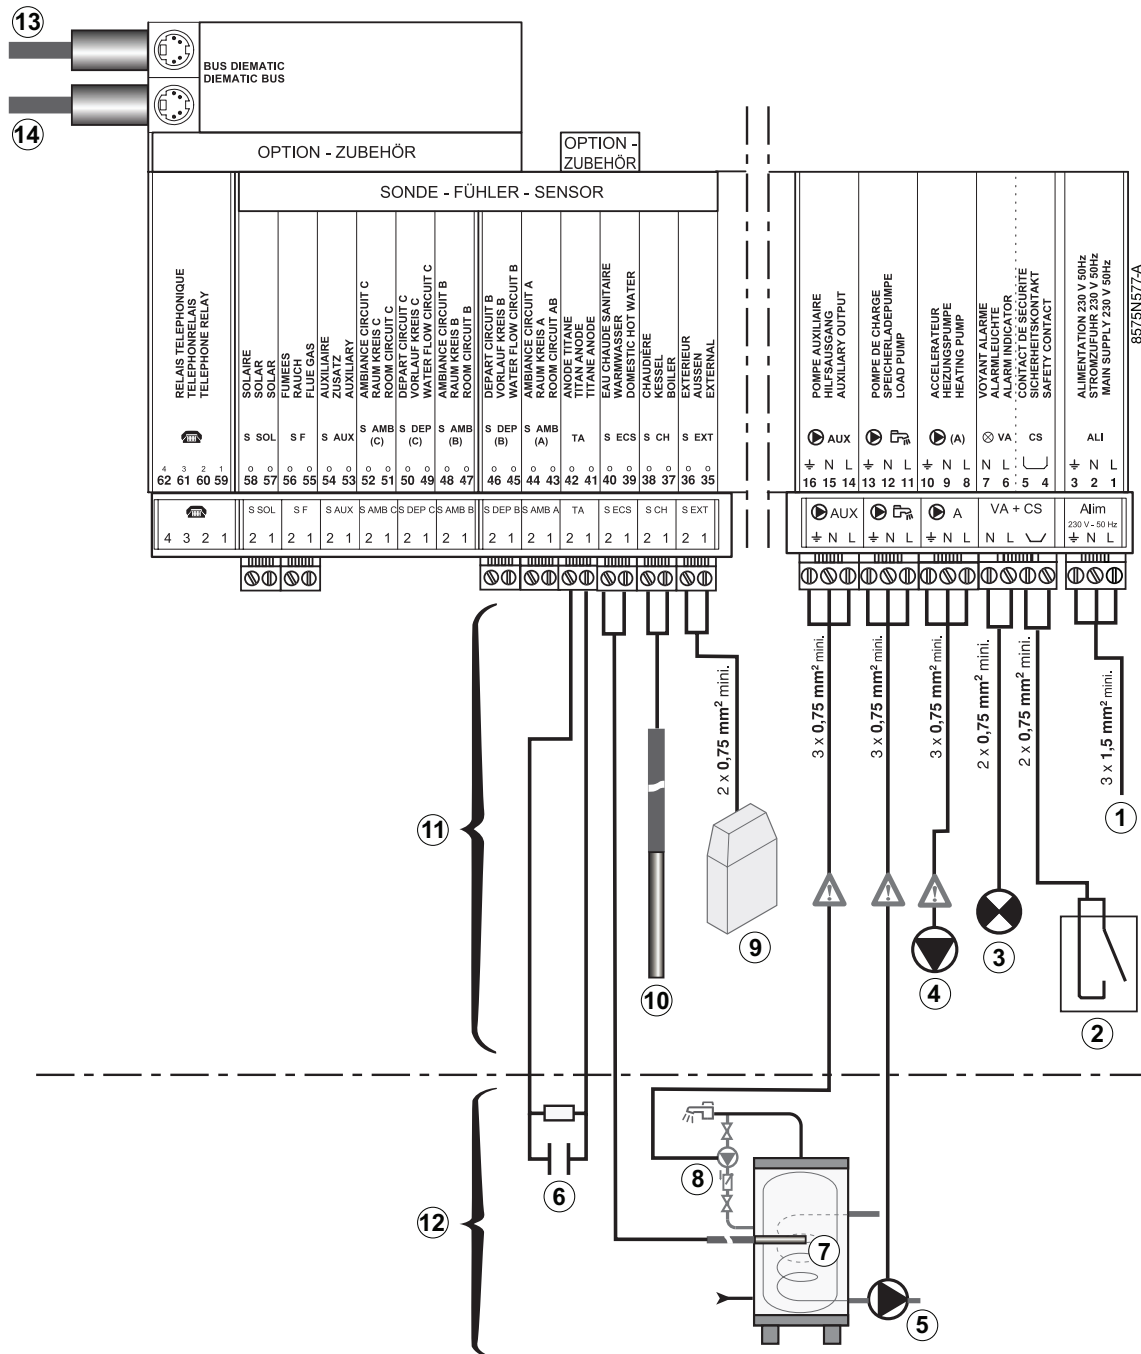 13
14
BUS DIEMATIC
DIEMATIC BUS
OPTION - ZUBEHÖR
OPTION -
ZUBEHÖR
SONDE - FÜHLER - SENSOR
RELAIS TELEPHONIQUE
TELEPHONRELAIS
TELEPHONE RELAY
SOLAIRE
SOLAR
SOLAR
FUMEES
RAUCH
FLUE GAS
AUXILIAIRE
ZUSATZ
AUXILIARY
AMBIANCE CIRCUIT C
RAUM KREIS C
ROOM CIRCUIT C
DEPART CIRCUIT C
VORLAUF KREIS C
WATER FLOW CIRCUIT C
AMBIANCE CIRCUIT B
RAUM KREIS B
ROOM CIRCUIT B
DEPART CIRCUIT B
VORLAUF KREIS B
WATER FLOW CIRCUIT B
AMBIANCE CIRCUIT A
RAUM KREIS A
ROOM CIRCUIT AB
ANODE TITANE
TITAN ANODE
TITANE ANODE
EAU CHAUDE SANITAIRE
WARMWASSER
DOMESTIC HOT WATER
CHAUDIÈRE
KESSEL
BOILER
EXTERIEUR
AUSSEN
EXTERNAL
POMPE AUXILIAIRE
HILFSAUSGANG
AUXILIARY OUTPUT
POMPE DE CHARGE
SPEICHERLADEPUMPE
LOAD PUMP
ACCELERATEUR
HEIZUNGSPUMPE
HEATING PUMP
VOYANT ALARME
ALARMLEUCHTE
ALARM INDICATOR
CONTACT DE SÉCURITÉ
SICHERHEITSKONTAKT
SAFETY CONTACT
ALIMENTATION 230 V 50Hz
STROMZUFUHR 230 V 50Hz
MAIN SUPPLY 230 V 50Hz
8575N577-A
S SOL S F S AUX S AMB (C) S DEP (C) S AMB (B) S DEP (B) S AMB (A) TA S ECS S CH S EXT
AUX (A) VA CS ALI
4 3 2 1
N L N L N L N L N L
62 61 60 59 58 57 56 55 54 53 52 51 50 49 48 47 46 45 44 43 42 41 40 39 38 37 36 35
16 15 14 13 12 11 10 9 8 7 6 5 4 3 2 1
S SOL S F S AUX S AMB C S DEP C S AMB B S DEP B S AMB A TA S ECS S CH S EXT
AUX A VA + CS Alim
230 V - 50 Hz
4 3 2 1 2 1 2 1 2 1 2 1 2 1 2 1 2 1 2 1 2 1 2 1 2 1 2 1
N L N L N L N L N L
2 x 0,75 mm² mini.
3 x 0,75 mm² mini.
3 x 0,75 mm² mini.
3 x 0,75 mm² mini.
2 x 0,75 mm² mini.
2 x 0,75 mm² mini.
3 x 1,5 mm² mini.
11
1
9
3
10
4
2
8
6
12
7
5